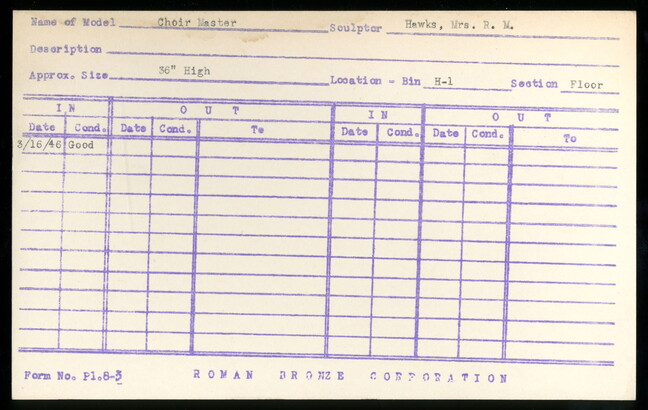 Name of Model Choir Master Sculptor Hawks, Mrs. R. M.
Description
Approx. Size 36" High Location - Bin H-1 Section Floor
IN OUT IN OUT
Date Cond. Date Cond. To Date Cond. Date Cond. To
3/16/46 Good
Form No. Pl.8-3 ROMAN BRONZE CORPORATION